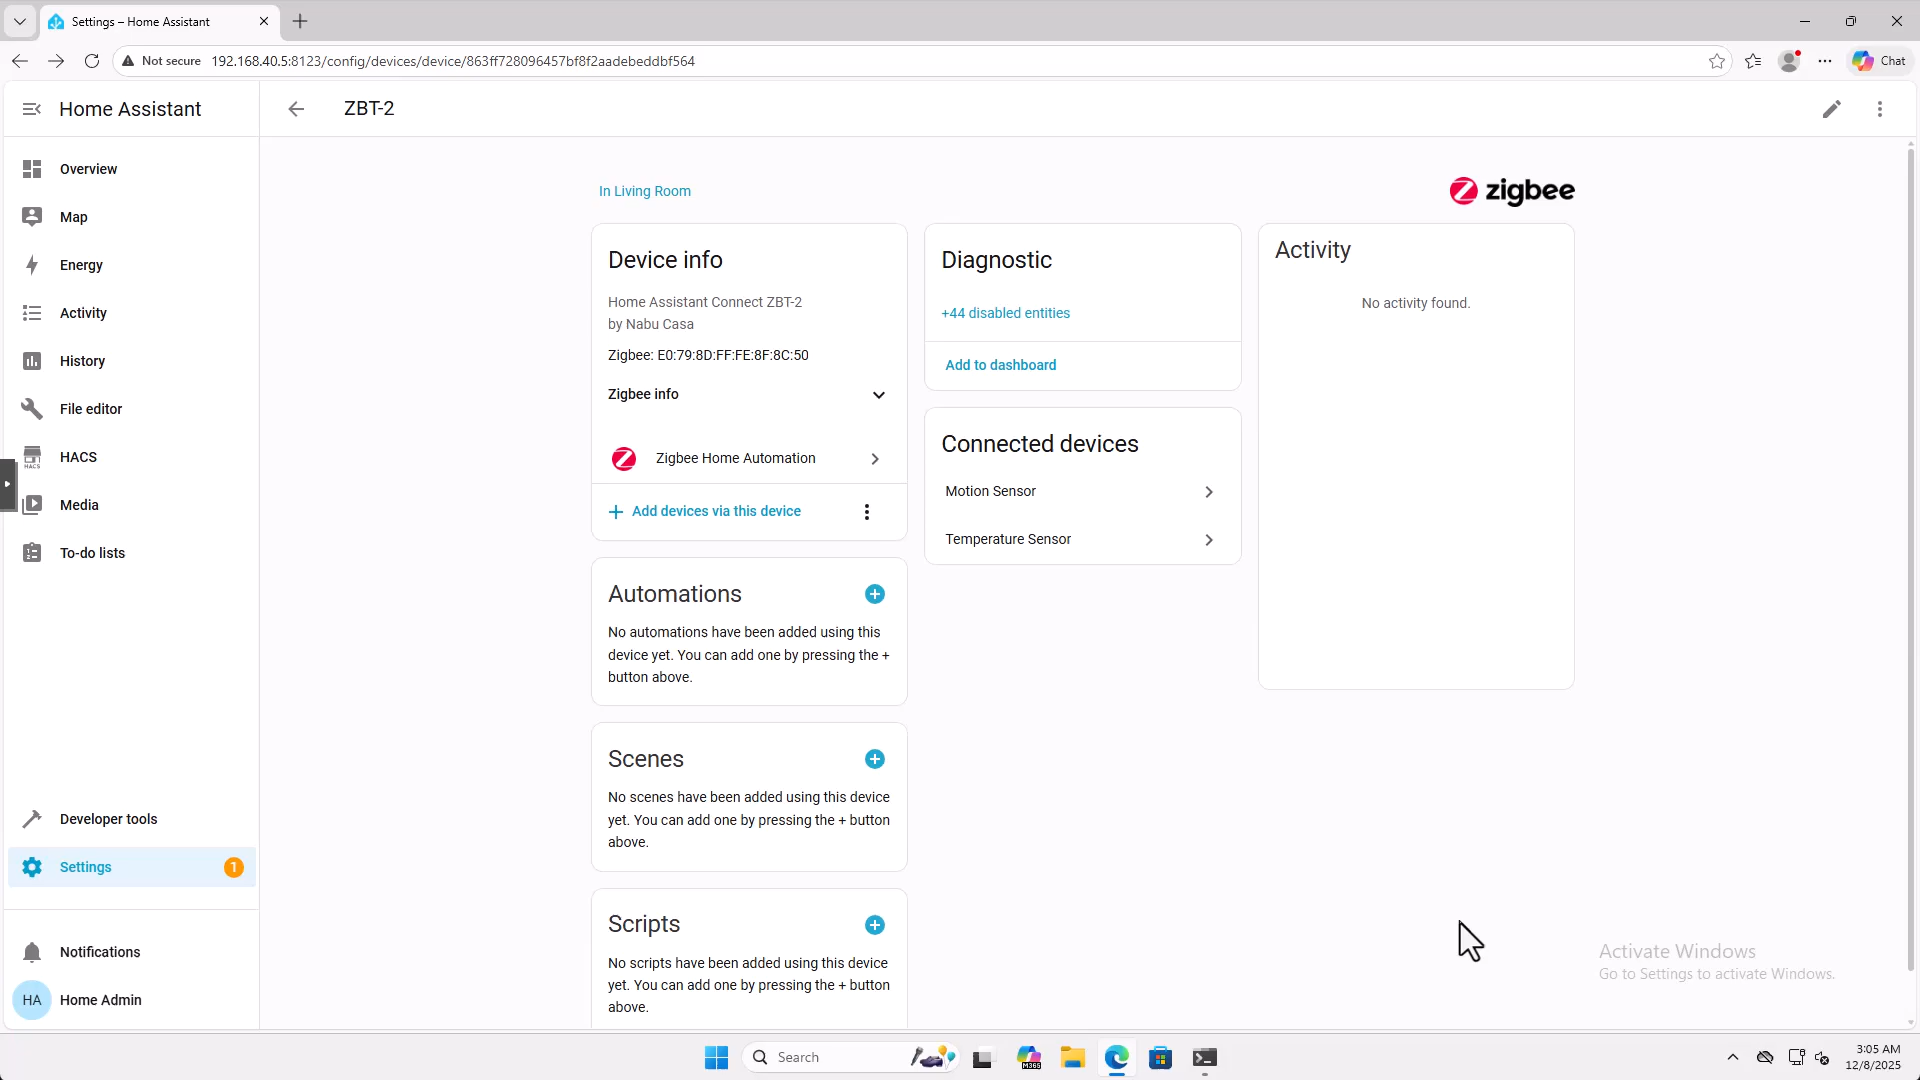 Settings – Home Assistant
Not secure
192.168.40.5:8123/config/devices/device/863ff728096457bf8f2aadebeddbf564
Chat
Home Assistant
ZBT-2
Overview
Map
Energy
Activity
History
File editor
HACS
HACS
Media
To-do lists
Developer tools
Settings
1
Notifications
HA
Home Admin
In Living Room
zigbee
Device info
Home Assistant Connect ZBT-2
by Nabu Casa
Zigbee: E0:79:8D:FF:FE:8F:8C:50
Zigbee info
Zigbee Home Automation
Add devices via this device
Automations
No automations have been added using this
device yet. You can add one by pressing the +
button above.
Scenes
No scenes have been added using this device
yet. You can add one by pressing the + button
above.
Scripts
No scripts have been added using this device
yet. You can add one by pressing the + button
above.
Diagnostic
+44 disabled entities
Add to dashboard
Connected devices
Motion Sensor
Temperature Sensor
Activity
No activity found.
Activate Windows
Go to Settings to activate Windows.
Search
M365
3:05 AM
12/8/2025